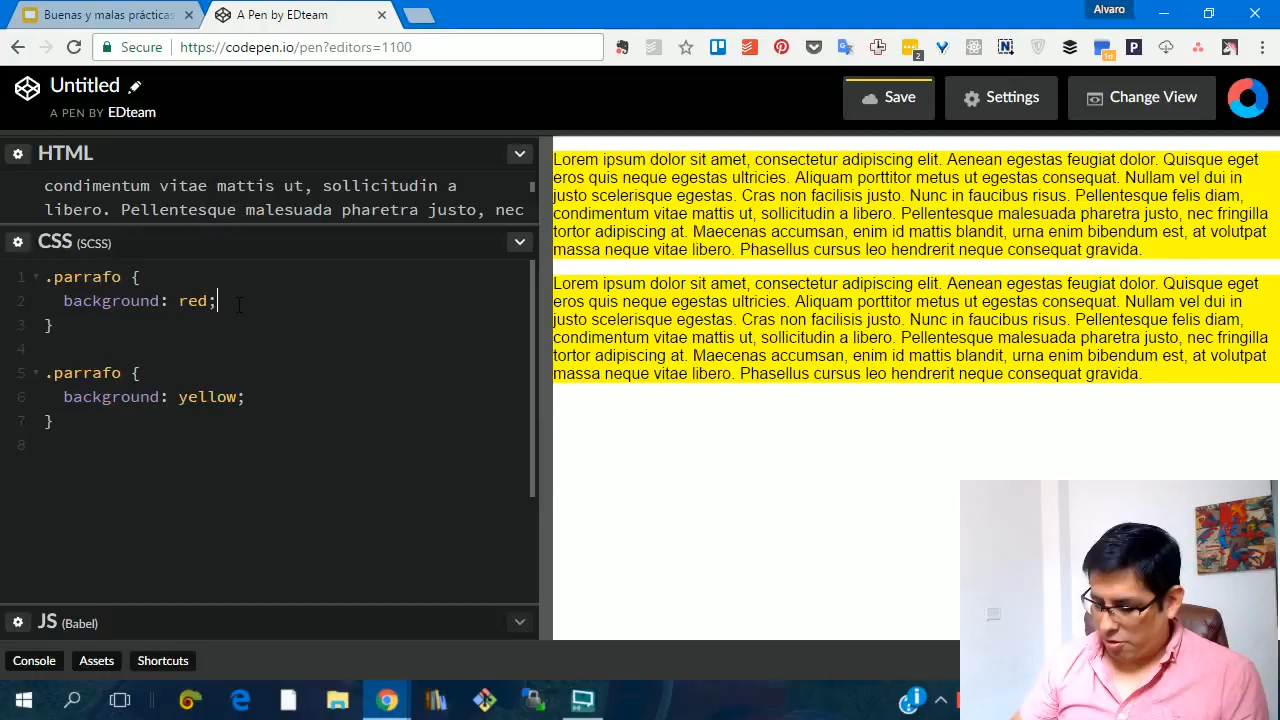 Buenas y malas prácticas
A Pen by EDteam
Alvaro
Secure
https://codepen.io/pen?editors=1100
2
1d
Untitled
A PEN BY EDteam
Save
Settings
Change View
HTML
condimentum vitae mattis ut, sollicitudin a
libero. Pellentesque malesuada pharetra justo, nec
CSS (SCSS)
1 .parrafo {
2 background: red;
3 }
4
5 .parrafo {
6 background: yellow;
7 }
8
JS (Babel)
Console
Assets
Shortcuts
Lorem ipsum dolor sit amet, consectetur adipiscing elit. Aenean egestas feugiat dolor. Quisque eget
eros quis neque egestas ultricies. Aliquam porttitor metus ut egestas consequat. Nullam vel dui in
justo scelerisque egestas. Cras non facilisis justo. Nunc in faucibus risus. Pellentesque felis diam,
condimentum vitae mattis ut, sollicitudin a libero. Pellentesque malesuada pharetra justo, nec fringilla
tortor adipiscing at. Maecenas accumsan, enim id mattis blandit, urna enim bibendum est, at volutpat
massa neque vitae libero. Phasellus cursus leo hendrerit neque consequat gravida.
Lorem ipsum dolor sit amet, consectetur adipiscing elit. Aenean egestas feugiat dolor. Quisque eget
eros quis neque egestas ultricies. Aliquam porttitor metus ut egestas consequat. Nullam vel dui in
justo scelerisque egestas. Cras non facilisis justo. Nunc in faucibus risus. Pellentesque felis diam,
condimentum vitae mattis ut, sollicitudin a libero. Pellentesque malesuada pharetra justo, nec fringilla
tortor adipiscing at. Maecenas accumsan, enim id mattis blandit, urna enim bibendum est, at volutpat
massa neque vitae libero. Phasellus cursus leo hendrerit neque consequat gravida.